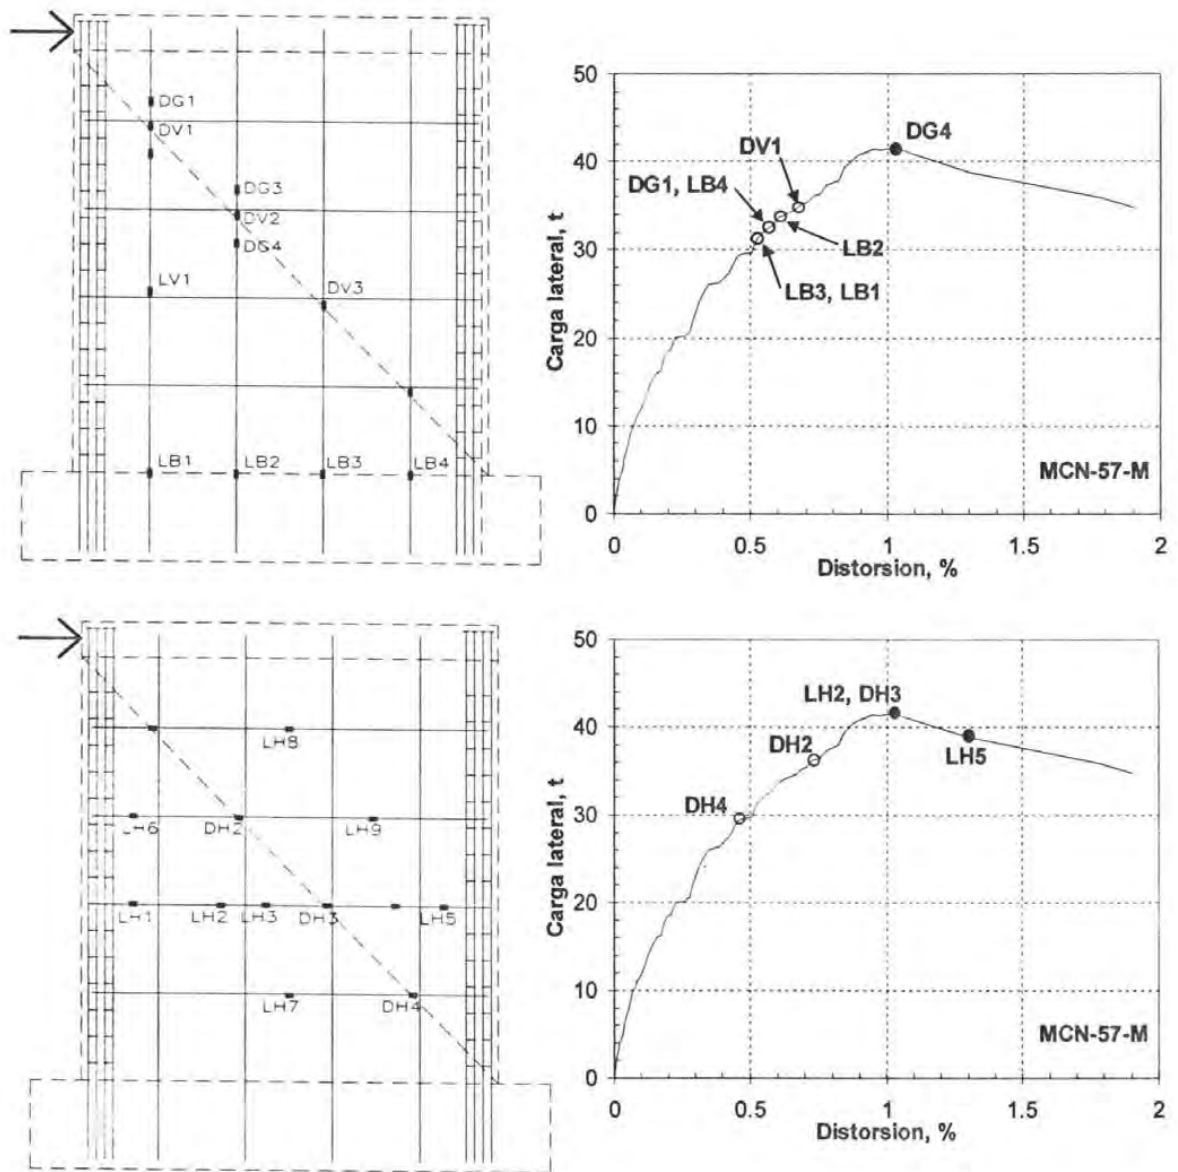 DG1
DV1
DG3
DV2
DG4
LV1
DV3
LB1 LB2 LB3 LB4
50
40
30
20
10
0
Carga lateral, t
DG4
DV1
DG1, LB4
LB2
LB3, LB1
MCN-57-M
0 0.5 1 1.5 2
Distorsion, %
LH8
LH6 DH2 LH9
LH1 LH2 LH3 DH3 LH5
LH7 DH4
50
40
30
20
10
0
Carga lateral, t
LH2, DH3
DH2
LH5
DH4
MCN-57-M
0 0.5 1 1.5 2
Distorsion, %